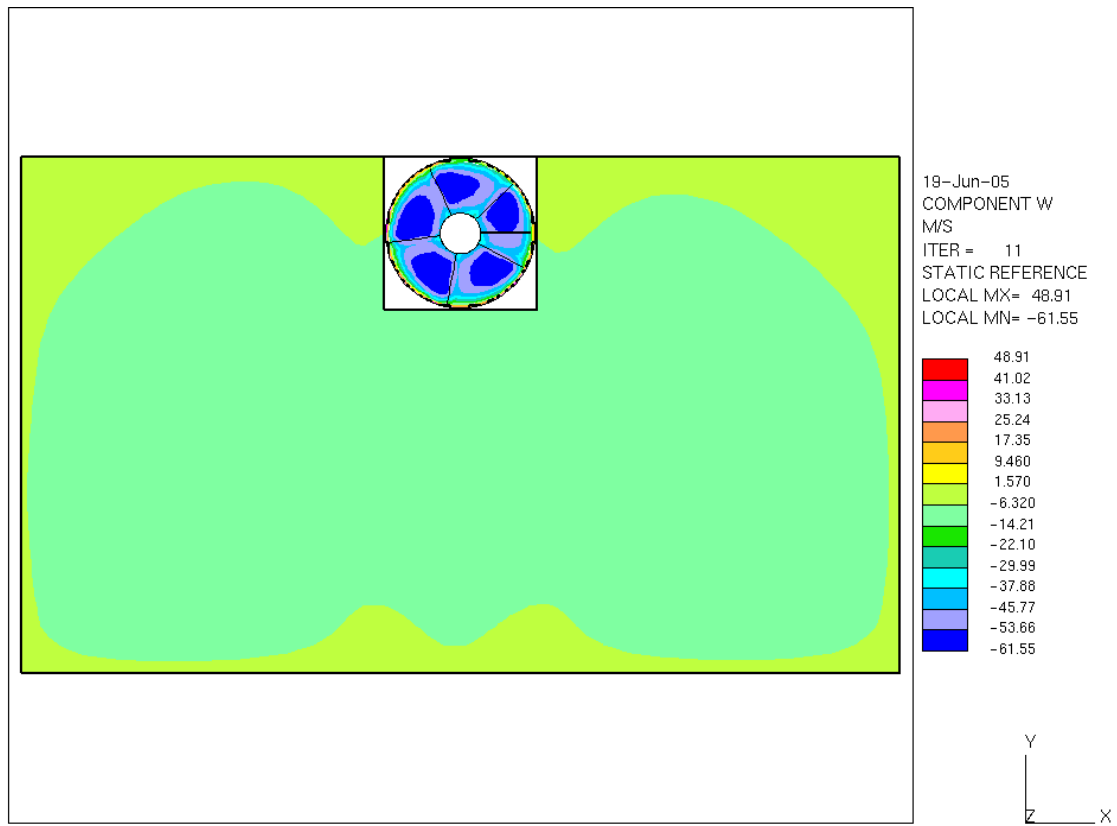 19-Jun-05
COMPONENT W
M/S
ITER =    11
STATIC REFERENCE
LOCAL MX=  48.91
LOCAL MN= -61.55
48.91
41.02
33.13
25.24
17.35
9.460
1.570
-6.320
-14.21
-22.10
-29.99
-37.88
-45.77
-53.66
-61.55
Y
Z X